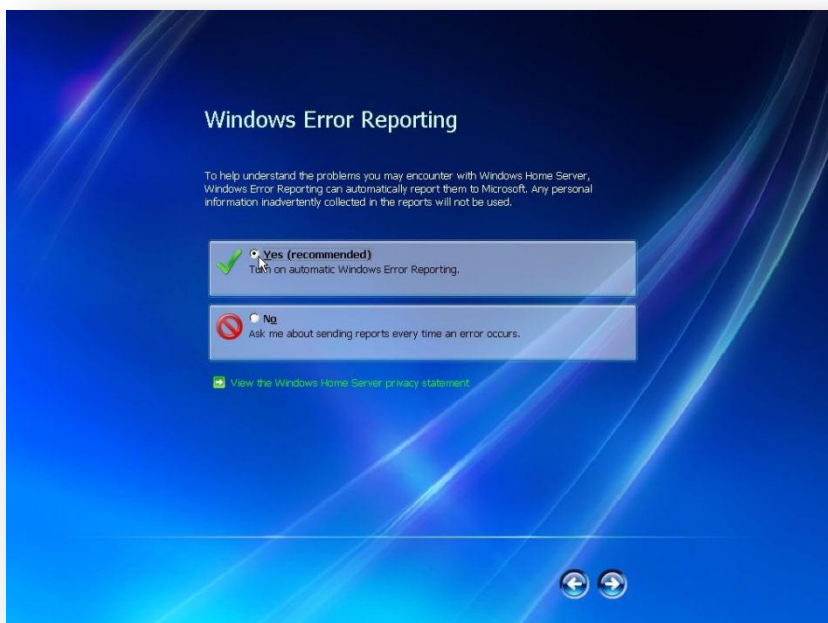 Windows Error Reporting
To help understand the problems you may encounter with Windows Home Server,
Windows Error Reporting can automatically report them to Microsoft. Any personal
information inadvertently collected in the reports will not be used.
Yes (recommended)
Turn on automatic Windows Error Reporting.
No
Ask me about sending reports every time an error occurs.
View the Windows Home Server privacy statement